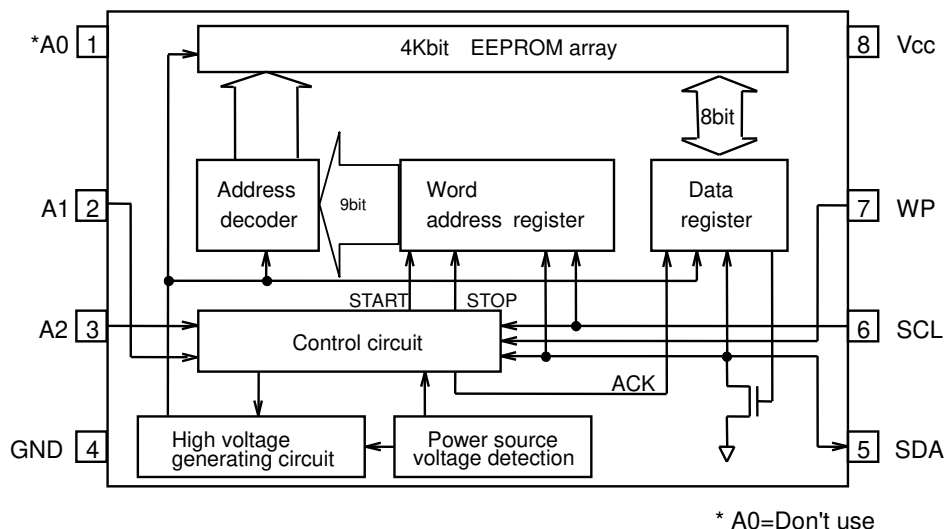 *A0 1
4Kbit EEPROM array
8 Vcc
8bit
Address
decoder
9bit
Word
address register
Data
register
A1 2
7 WP
START STOP
A2 3
Control circuit
6 SCL
ACK
GND 4
High voltage
generating circuit
Power source
voltage detection
5 SDA
* A0=Don't use